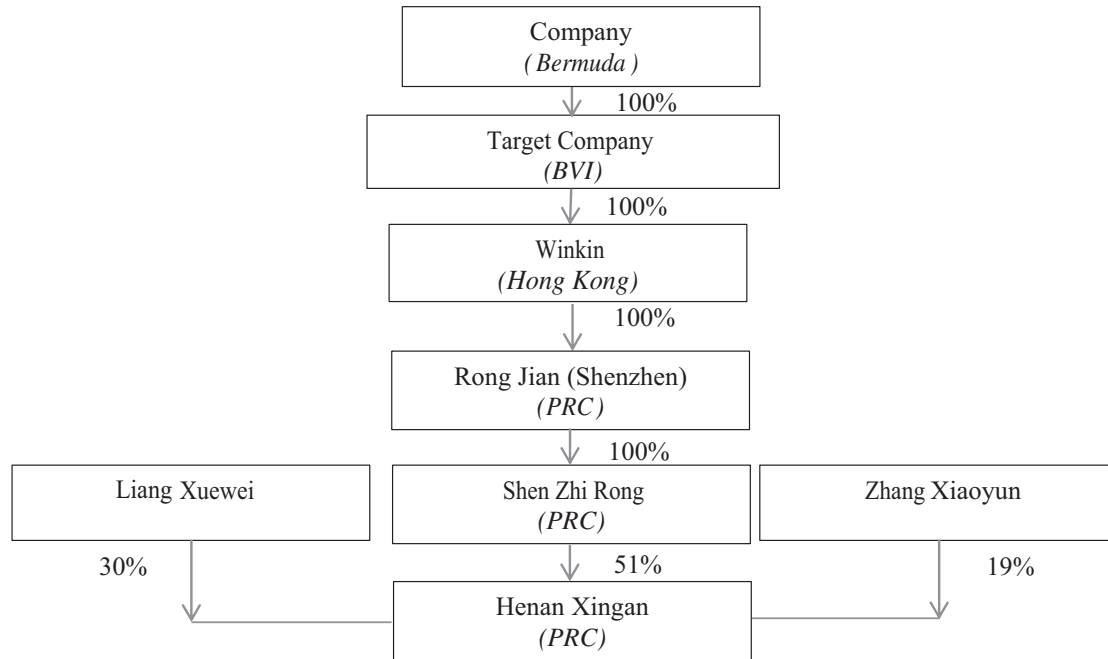 Company
(Bermuda)
100%
Target Company
(BVI)
100%
Winkin
(Hong Kong)
100%
Rong Jian (Shenzhen)
(PRC)
100%
Liang Xuewei
Shen Zhi Rong
(PRC)
Zhang Xiaoyun
30%
51%
19%
Henan Xingan
(PRC)